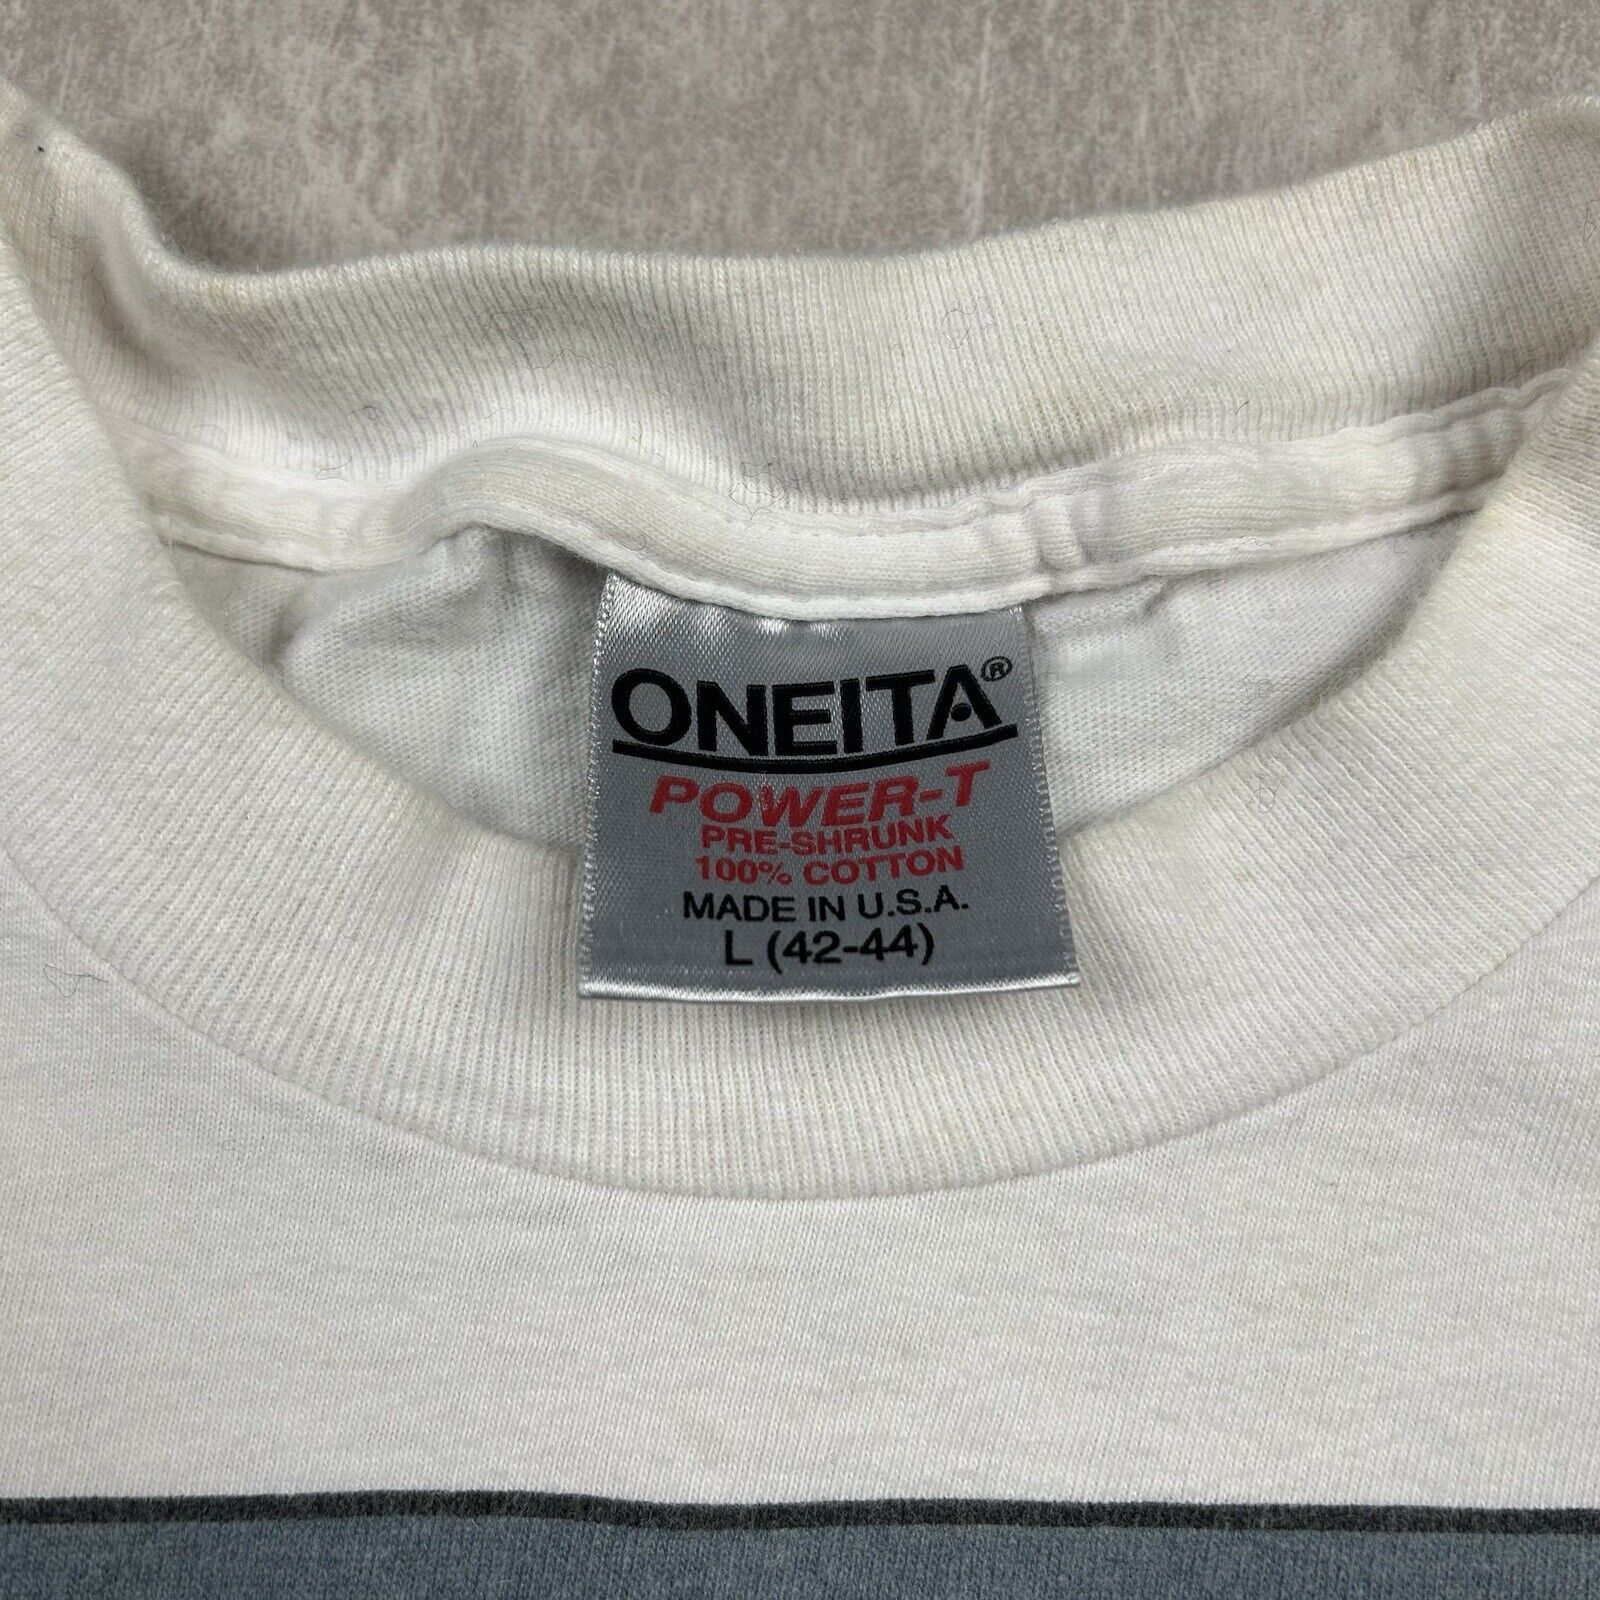 ONEITA®
POWER-T
PRE-SHRUNK
100% COTTON
MADE IN U.S.A.
L (42-44)